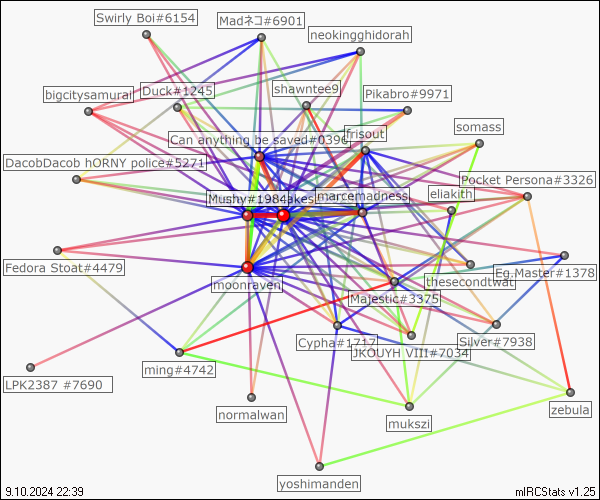 Swirly Boi#6154
Madネコ#6901
neokingghidorah
bigcitysamurai
Duck#1245
shawntee9
Pikabro#9971
Can anything be saved#0396
frisout
somass
DacobDacob hORNY police#5271
Pocket Persona#3326
Mushy#1984
akes
marcemadness
eliakith
Fedora Stoat#4479
moonraven
thesecondtwat
Eg.Master#1378
Majestic#3375
Cypha#1717
JKOUYH VIII#7034
Silver#7938
LPK2387 #7690
ming#4742
normalwan
mukszi
zebula
yoshimanden
9.10.2024 22:39
mIRCStats v1.25